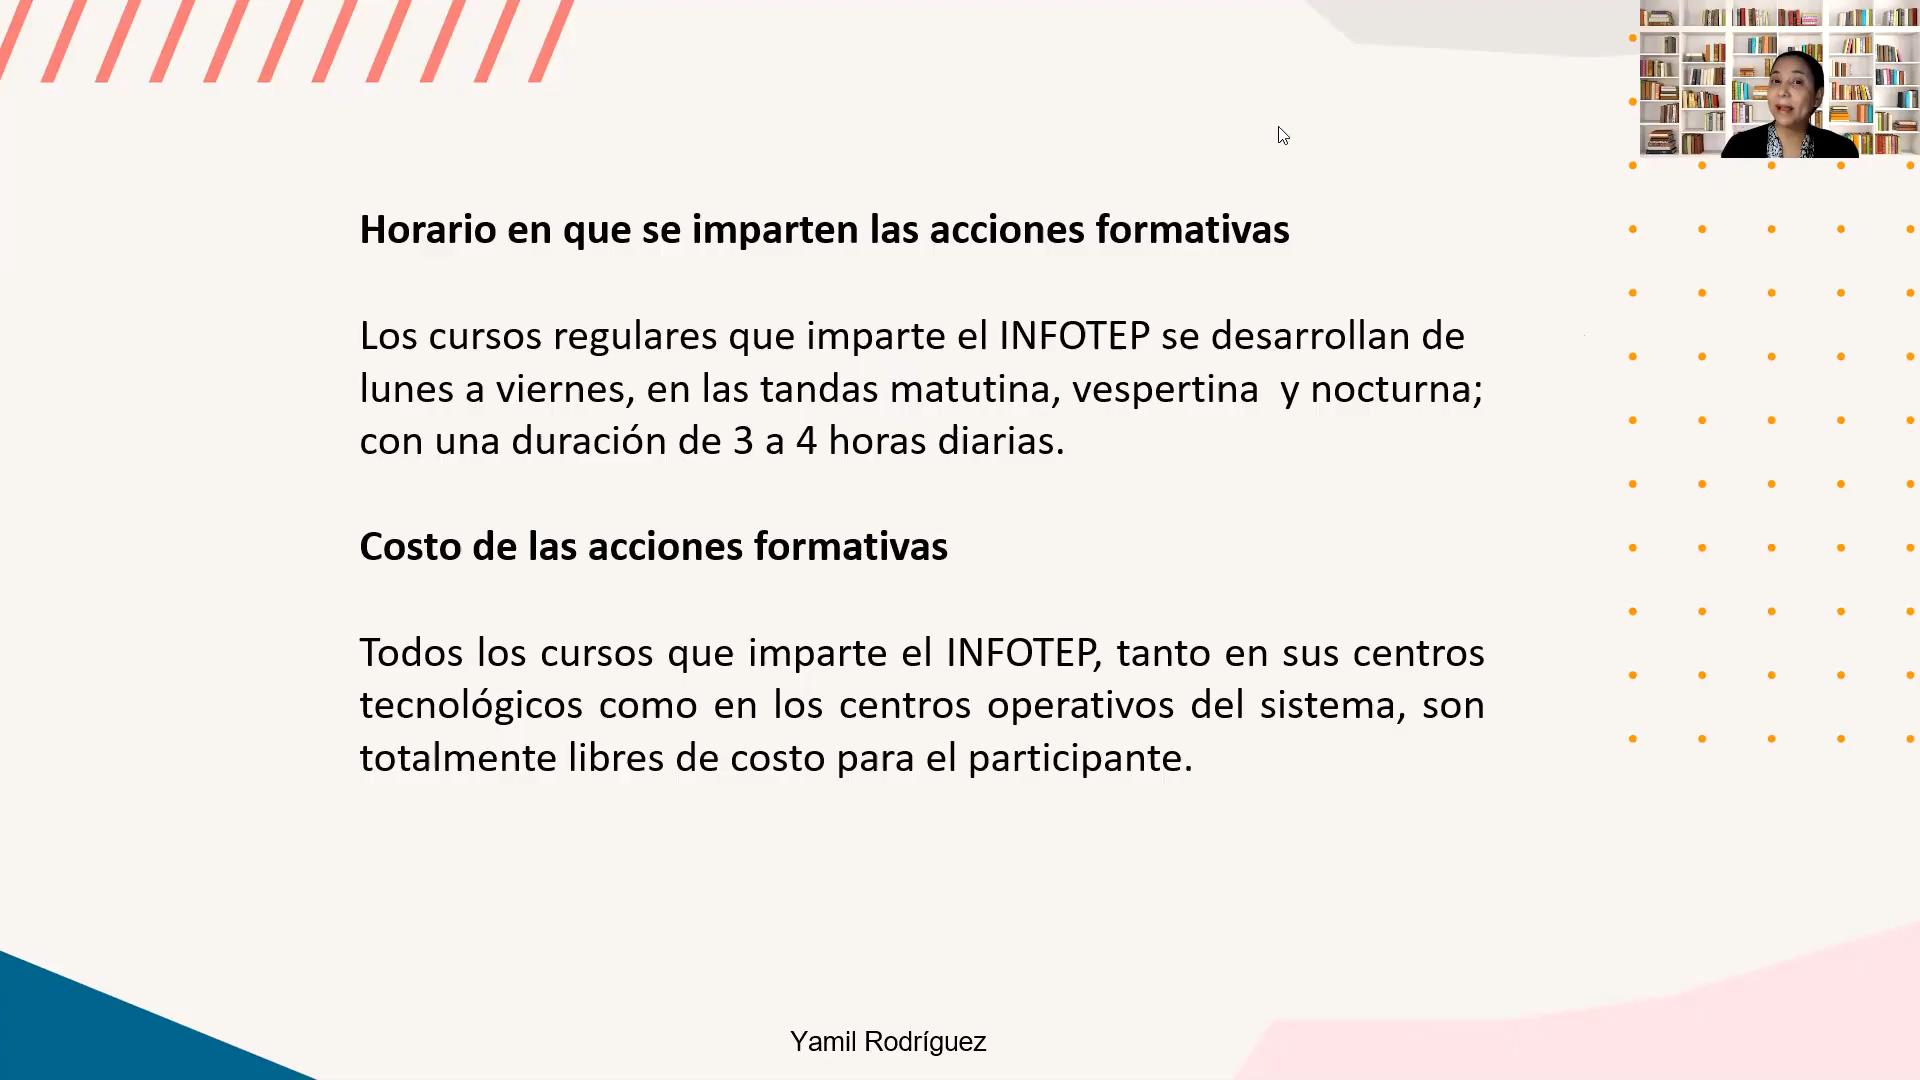 Horario en que se imparten las acciones formativas
Los cursos regulares que imparte el INFOTEP se desarrollan de
lunes a viernes, en las tandas matutina, vespertina  y nocturna;
con una duración de 3 a 4 horas diarias.
Costo de las acciones formativas
Todos los cursos que imparte el INFOTEP, tanto en sus centros
tecnológicos como en los centros operativos del sistema, son
totalmente libres de costo para el participante.
Yamil Rodríguez